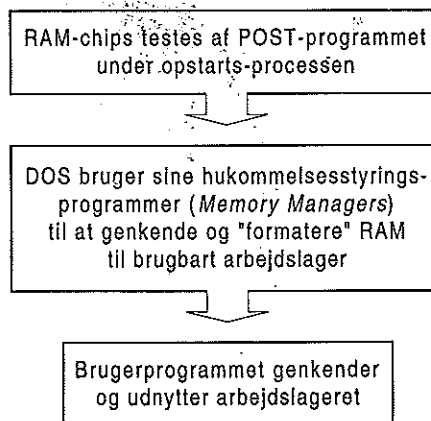 RAM-chips testes af POST-programmet
under opstarts-processen
DOS bruger sine hukommelsesstyrings-
programmer (Memory Managers)
til at genkende og "formatere" RAM
til brugbart arbejdslager
Brugerprogrammet genkender
og udnytter arbejdslageret